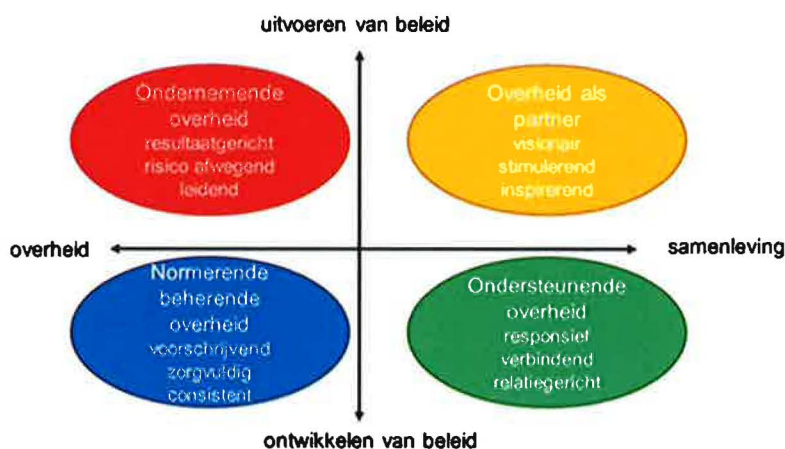 uitvoeren van beleid
Ondernemende
overheid
resultaatgericht
risico afwegend
leidend
Overheid als
partner
visionair
stimulerend
inspirerend
overheid
samenleving
Normerende
beherende
overheid
voorschrijvend
zorgvuldig
consistent
Ondersteunende
overheid
responsief
verbindend
relatiegericht
ontwikkelen van beleid